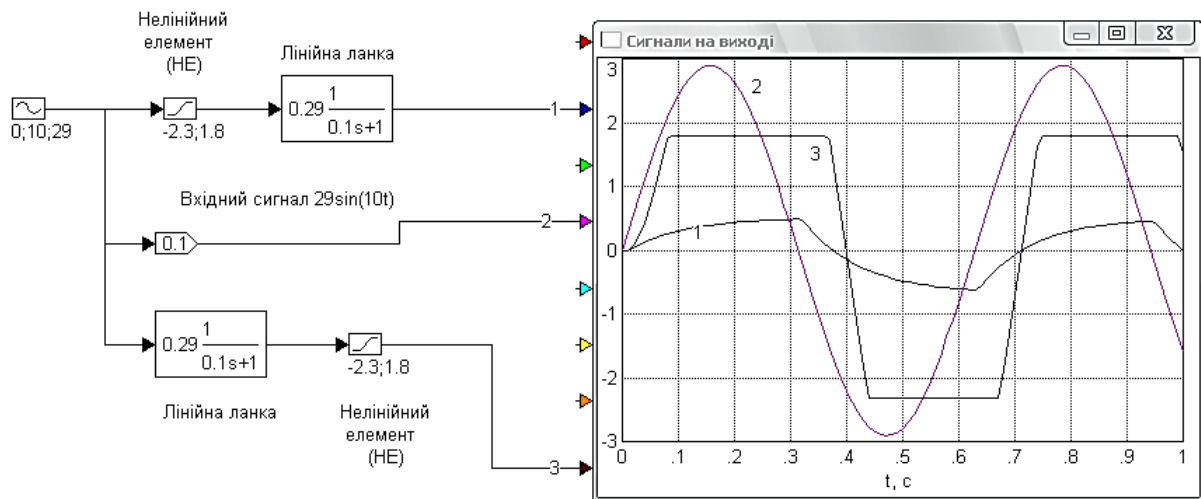 Нелінійний
елемент
(НЕ)
Лінійна ланка
0;10;29
-2.3;1.8
0.29 1
0.1s+1
1
Вхідний сигнал 29sin(10t)
0.1
2
0.29 1
0.1s+1
Лінійна ланка
-2.3;1.8
Нелінійний
елемент
(НЕ)
3
Сигнали на виході
3
2
1
0
-1
-2
-3
2
3
1
0 .1 .2 .3 .4 .5 .6 .7 .8 .9 1
t, c